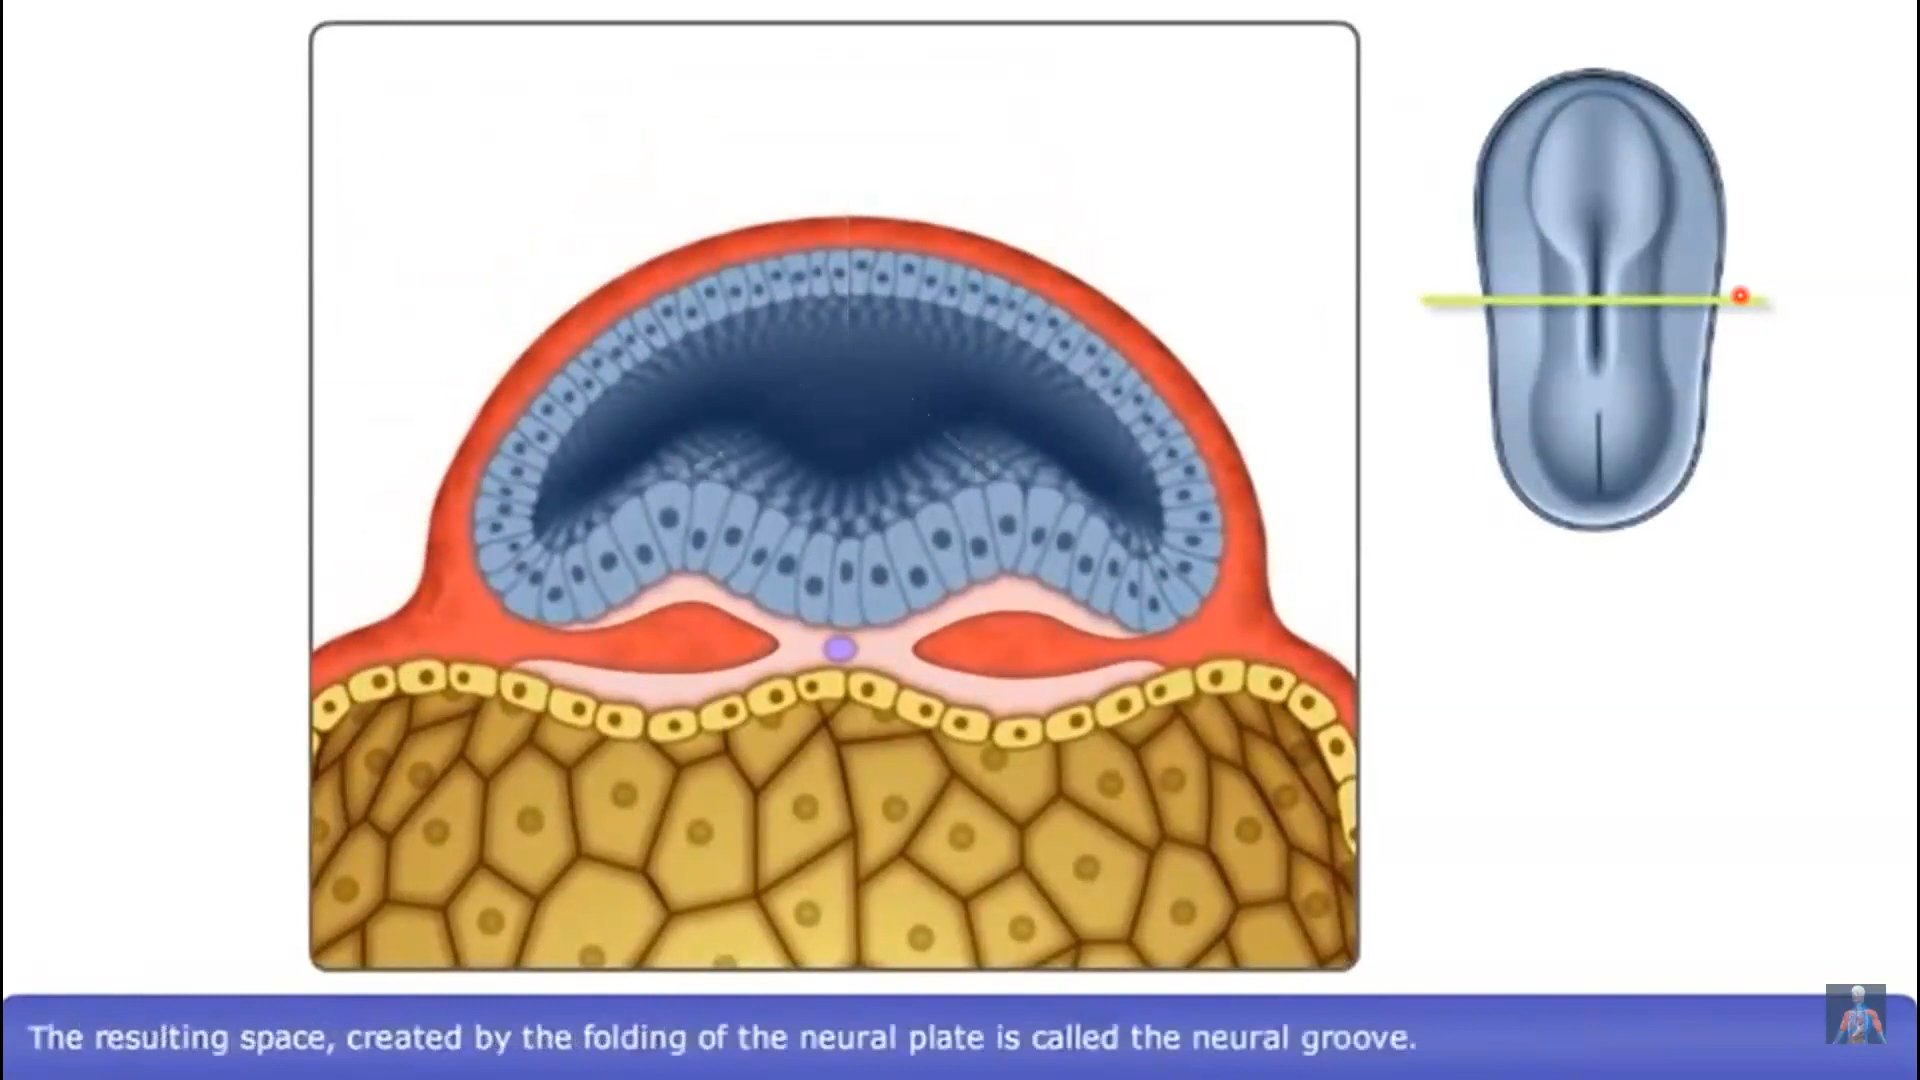 The resulting space, created by the folding of the neural plate is called the neural groove.